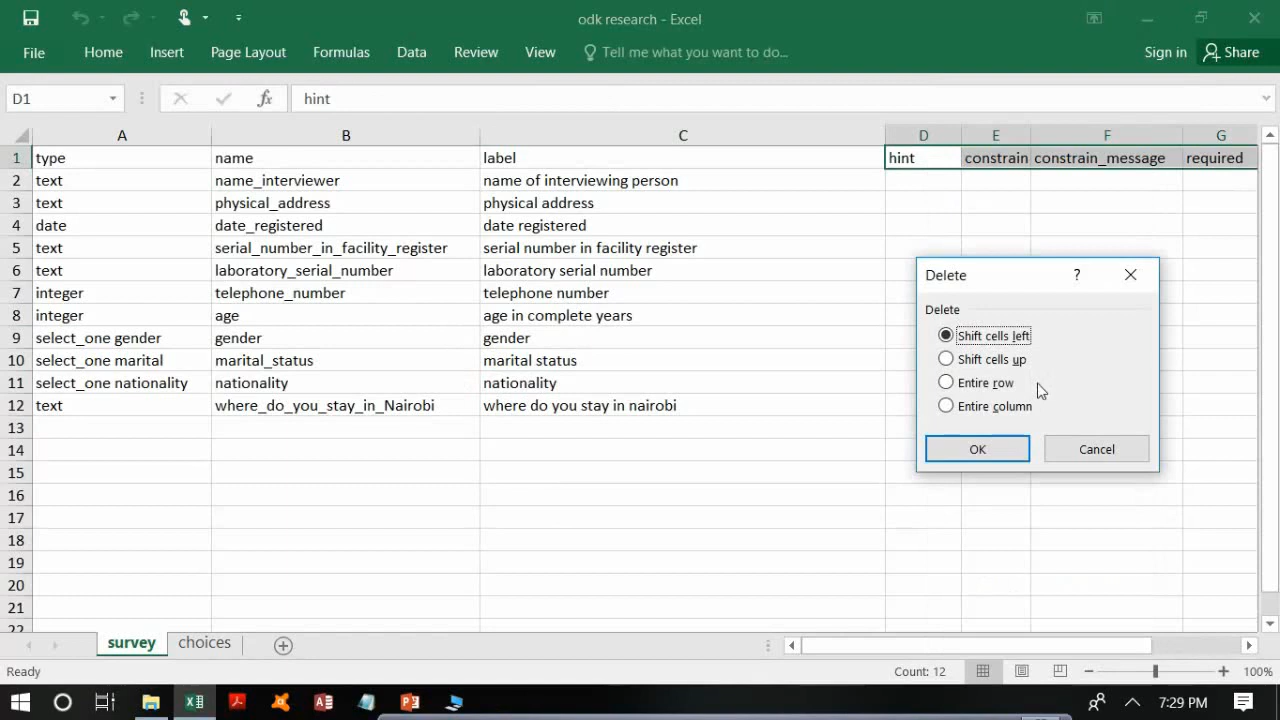 odk research - Excel
File Home Insert Page Layout Formulas Data Review View Tell me what you want to do... Sign in Share
D1 fx hint
A B C D E F G
1 type name label hint constrain constrain_message required
2 text name_interviewer name of interviewing person
3 text physical_address physical address
4 date date_registered date registered
5 text serial_number_in_facility_register serial number in facility register
6 text laboratory_serial_number laboratory serial number
7 integer telephone_number telephone number
8 integer age age in complete years
9 select_one gender gender gender
10 select_one marital marital_status marital status
11 select_one nationality nationality nationality
12 text where_do_you_stay_in_Nairobi where do you stay in nairobi
13
14
15
16
17
18
19
20
21
22
Delete ?
Delete
Shift cells left
Shift cells up
Entire row
Entire column
OK Cancel
survey choices
Ready Count: 12 100%
7:29 PM